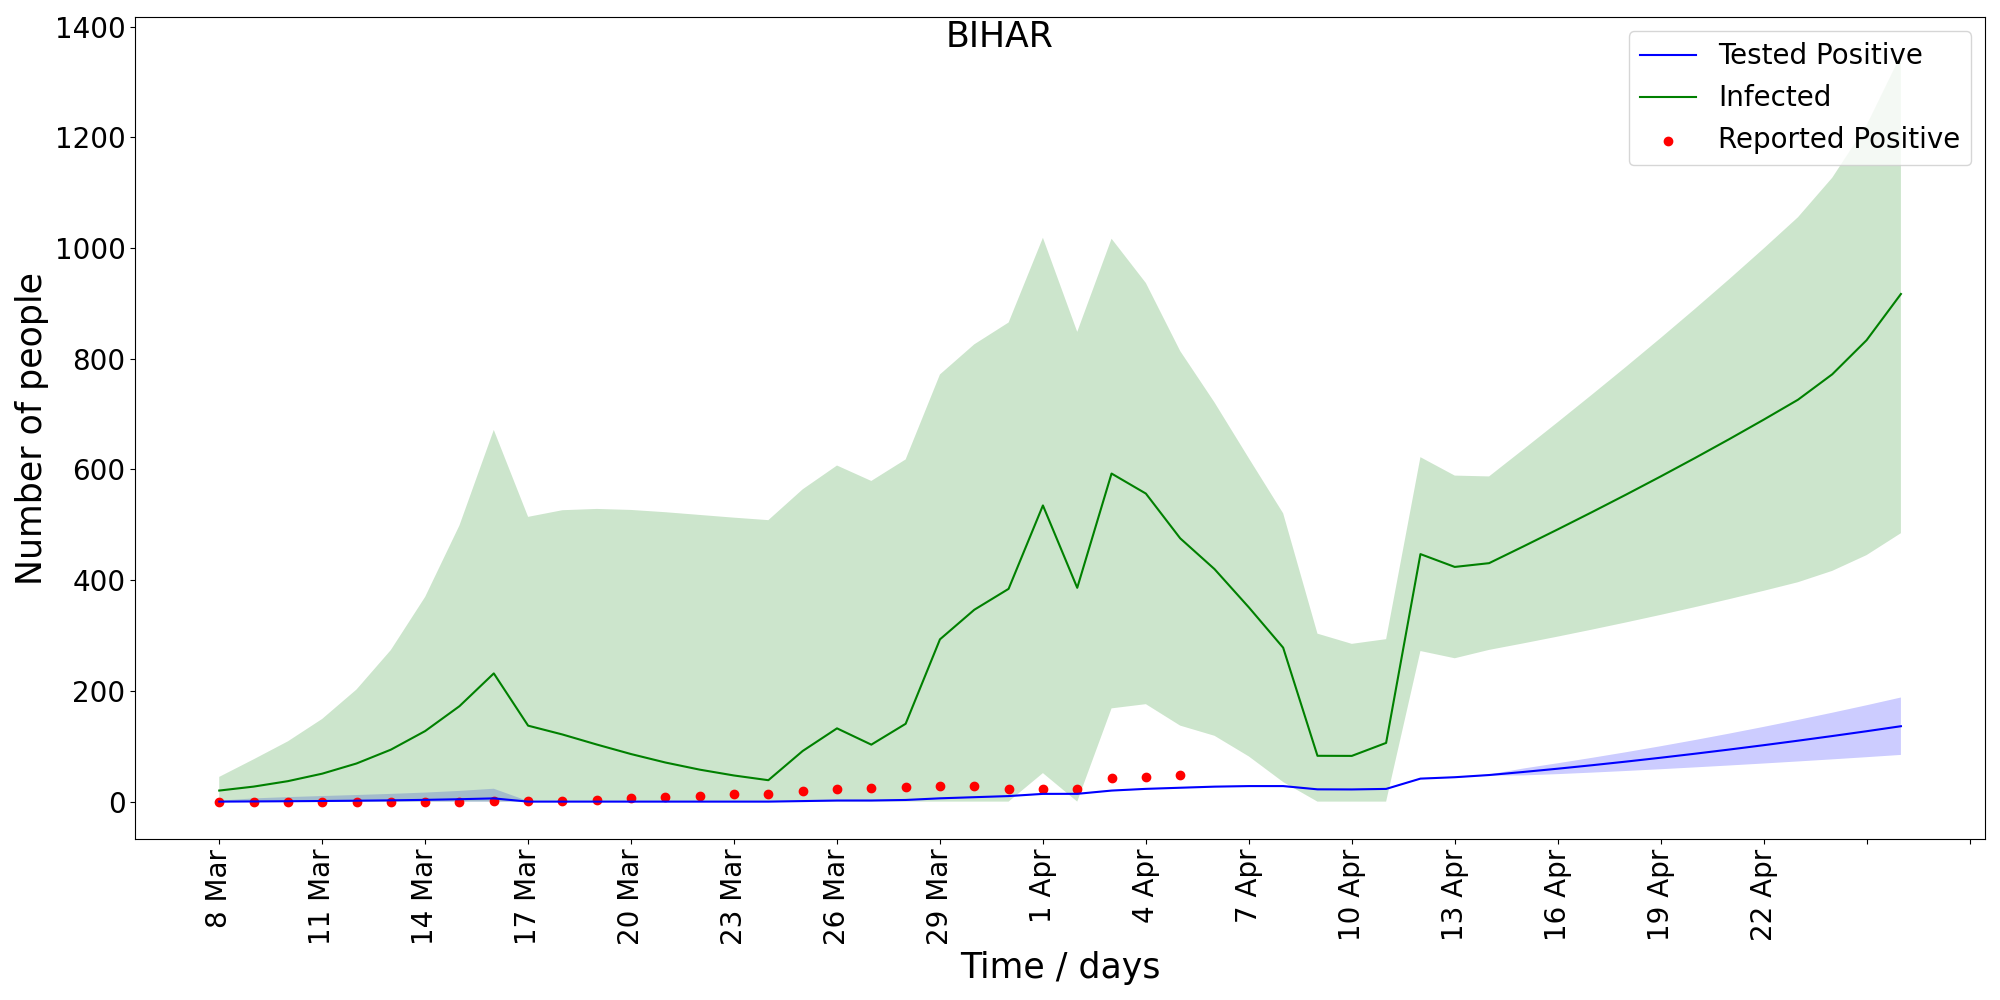 BIHAR
Tested Positive
Infected
Reported Positive
Number of people
1400
1200
1000
800
600
400
200
0
8 Mar
11 Mar
14 Mar
17 Mar
20 Mar
23 Mar
26 Mar
29 Mar
1 Apr
4 Apr
7 Apr
10 Apr
13 Apr
16 Apr
19 Apr
22 Apr
Time / days